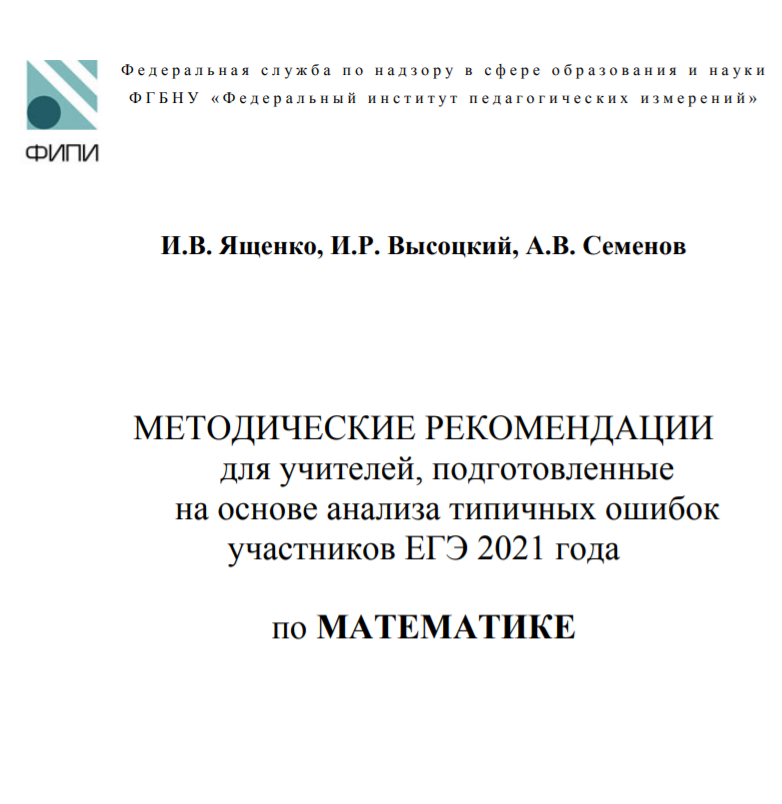 Федеральная служба по надзору в сфере образования и науки
ФГБНУ «Федеральный институт педагогических измерений»
ФИПИ
И.В. Ященко, И.Р. Высоцкий, А.В. Семенов
МЕТОДИЧЕСКИЕ РЕКОМЕНДАЦИИ
для учителей, подготовленные
на основе анализа типичных ошибок
участников ЕГЭ 2021 года
по МАТЕМАТИКЕ